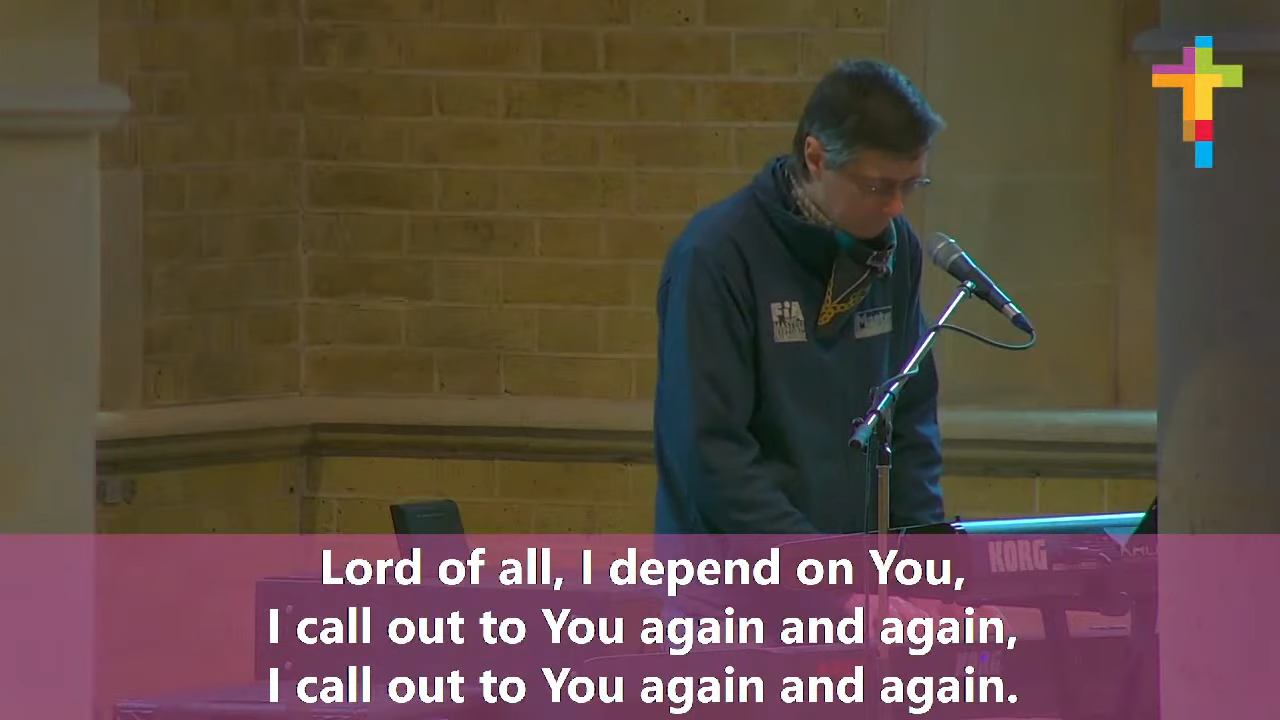 FiA
KORG
Lord of all, I depend on You,
I call out to You again and again,
I call out to You again and again.